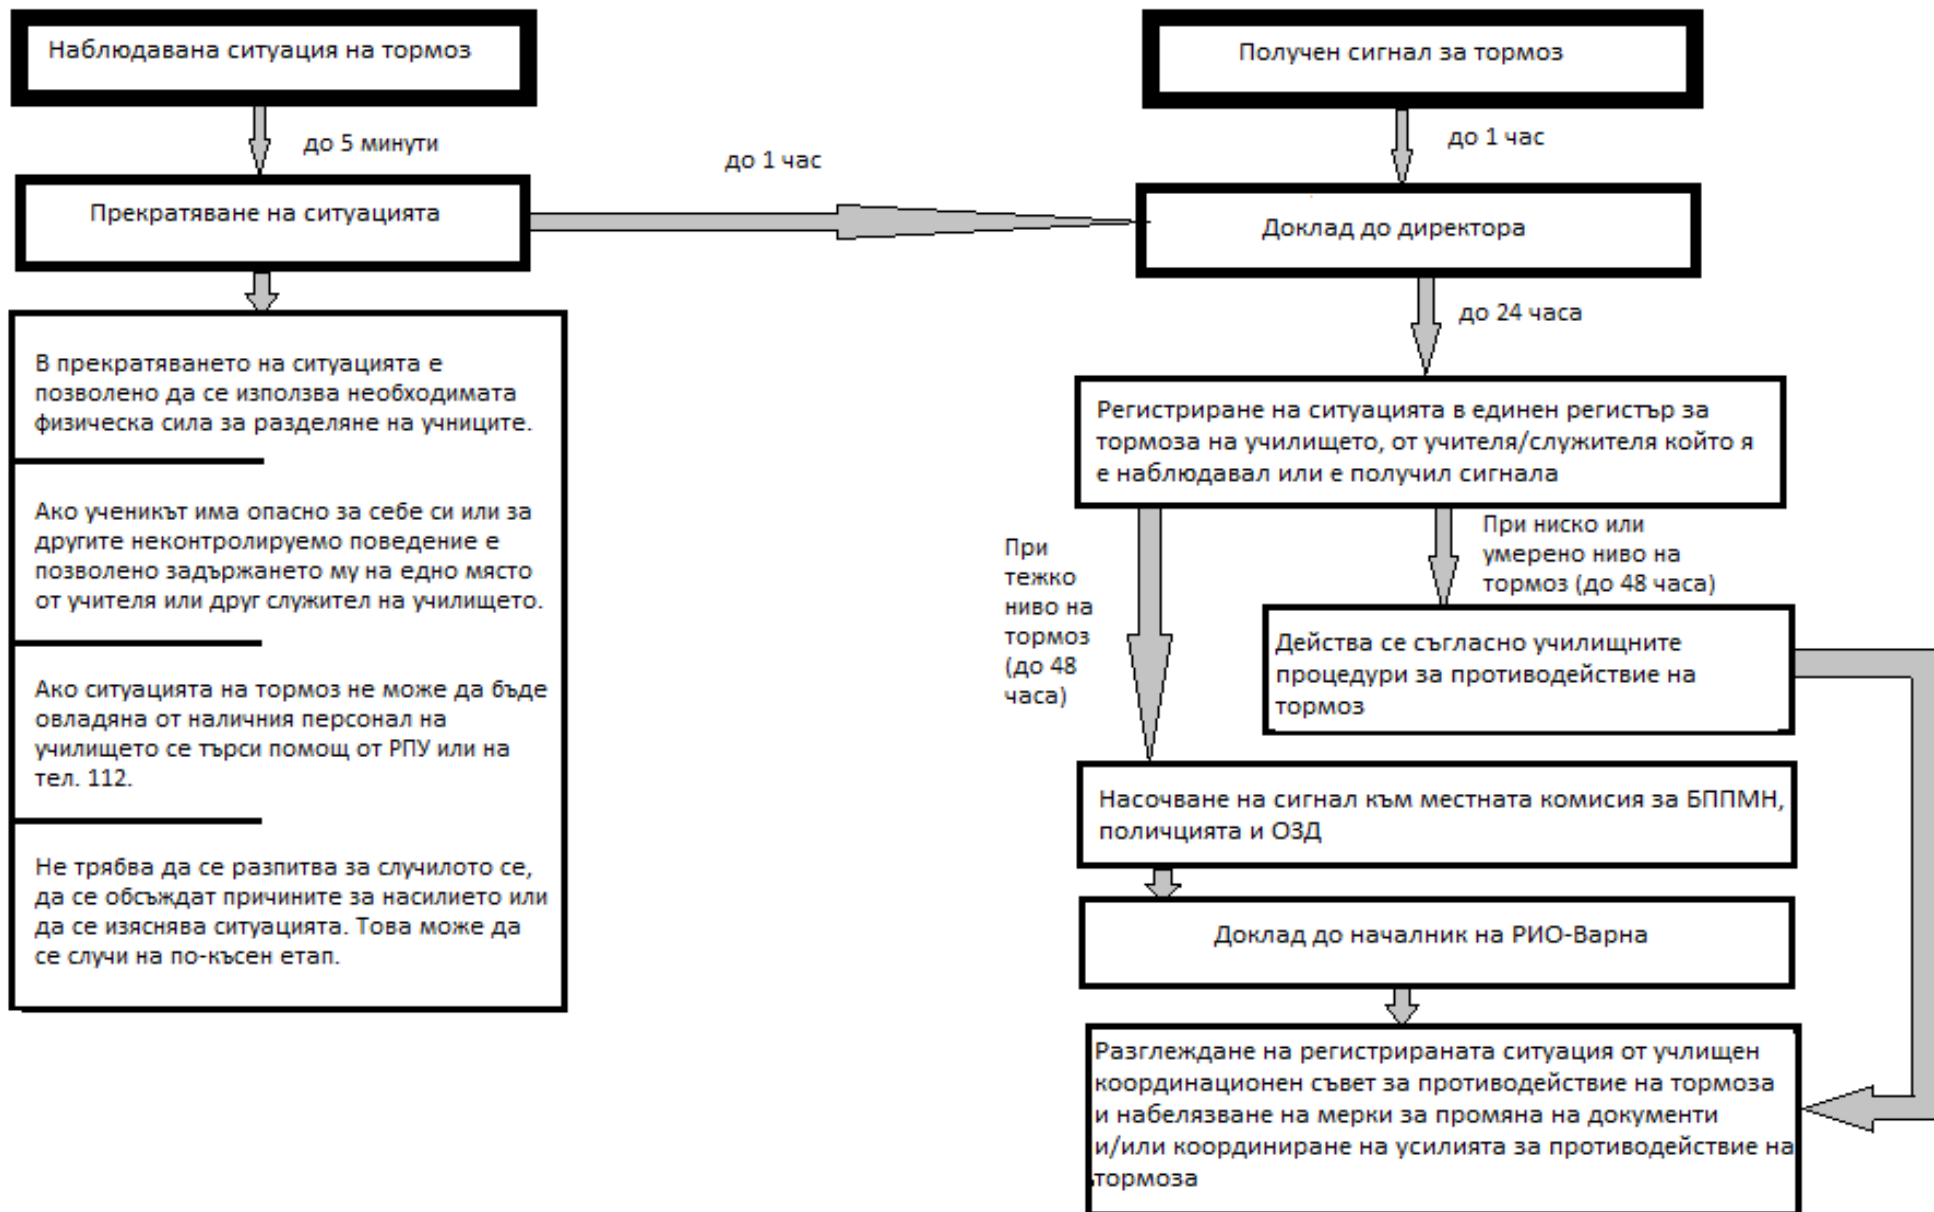 Наблюдавана ситуация на тормоз
до 5 минути
Прекратяване на ситуацията
до 1 час
В прекратяването на ситуацията е
позволено да се използва необходимата
физическа сила за разделяне на учниците.
Ако ученикът има опасно за себе си или за
другите неконтролируемо поведение е
позволено задържането му на едно място
от учителя или друг служител на училището.
Ако ситуацията на тормоз не може да бъде
овладяна от наличния персонал на
училището се търси помощ от РПУ или на
тел. 112.
Не трябва да се разпитва за случилото се,
да се обсъждат причините за насилието или
да се изяснява ситуацията. Това може да
се случи на по-късен етап.
Получен сигнал за тормоз
до 1 час
Доклад до директора
до 24 часа
Регистриране на ситуацията в единен регистър за
тормоза на училището, от учителя/служителя който я
е наблюдавал или е получил сигнала
При
тежко
ниво на
тормоз
(до 48
часа)
При ниско или
умерено ниво на
тормоз (до 48 часа)
Действа се съгласно училищните
процедури за противодействие на
тормоз
Насочване на сигнал към местната комисия за БППМН,
поличцията и ОЗД
Доклад до началник на РИО-Варна
Разглеждане на регистрираната ситуация от учлищен
координационен съвет за противодействие на тормоза
и набелязване на мерки за промяна на документи
и/или координиране на усилията за противодействие на
тормоза